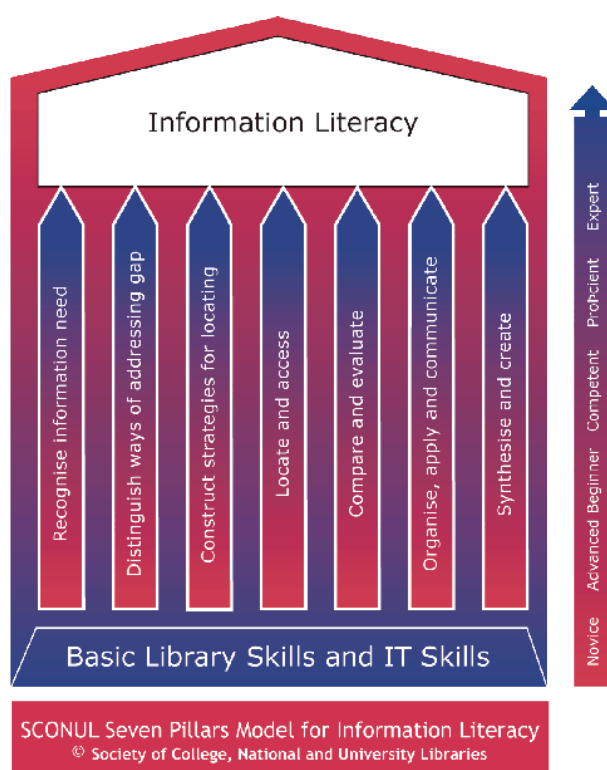 Information Literacy
Recognise information need
Distinguish ways of addressing gap
Construct strategies for locating
Locate and access
Compare and evaluate
Organise, apply and communicate
Synthesise and create
Novice Advanced Beginner Competent Proficient Expert
Basic Library Skills and IT Skills
SCONUL Seven Pillars Model for Information Literacy
© Society of College, National and University Libraries